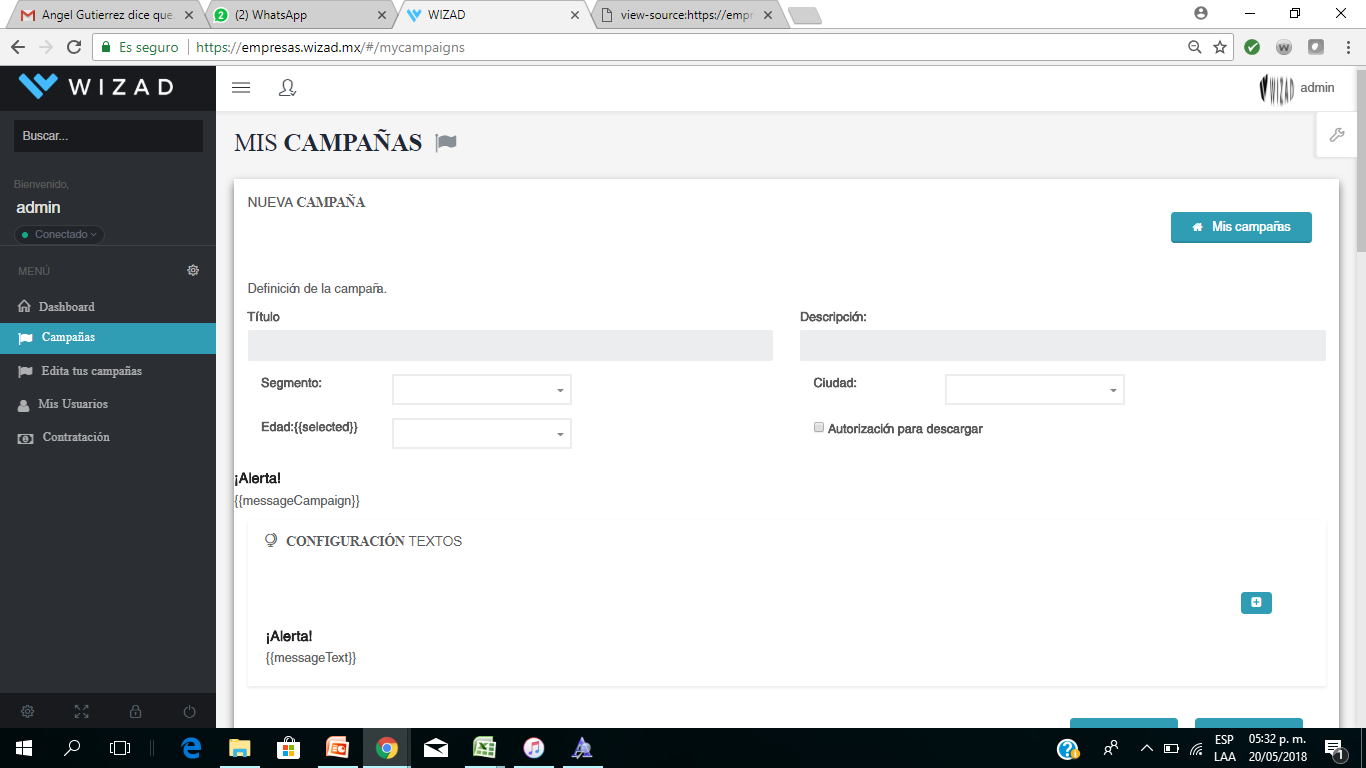 Angel Gutierrez dice que
(2) WhatsApp
WIZAD
view-source:https://empr
Es seguro
https://empresas.wizad.mx/#/mycampaigns
WIZAD
admin
Buscar...
MIS CAMPAÑAS
Bienvenido,
admin
Conectado
MENÚ
Dashboard
Campañas
Edita tus campañas
Mis Usuarios
Contratación
NUEVA CAMPAÑA
Mis campañas
Definición de la campaña.
Título
Descripción:
Segmento:
Ciudad:
Edad:{{selected}}
Autorización para descargar
¡Alerta!
{{messageCampaign}}
CONFIGURACIÓN TEXTOS
¡Alerta!
{{messageText}}
ESP
LAA
05:32 p. m.
20/05/2018
1